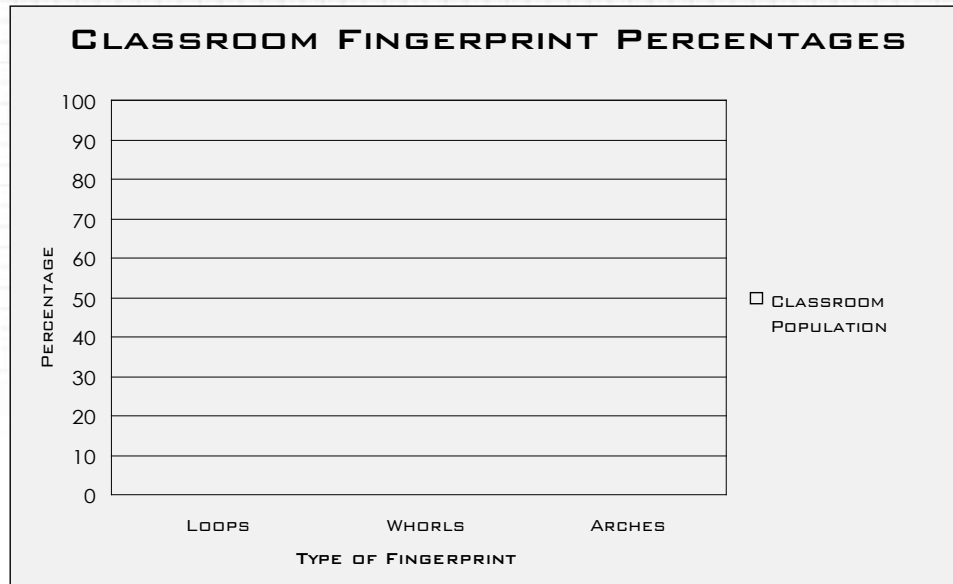 Classroom Fingerprint Percentages
100
90
80
70
60
50
40
30
20
10
0
Percentage
Loops Whorls Arches
Type of Fingerprint
Classroom
Population